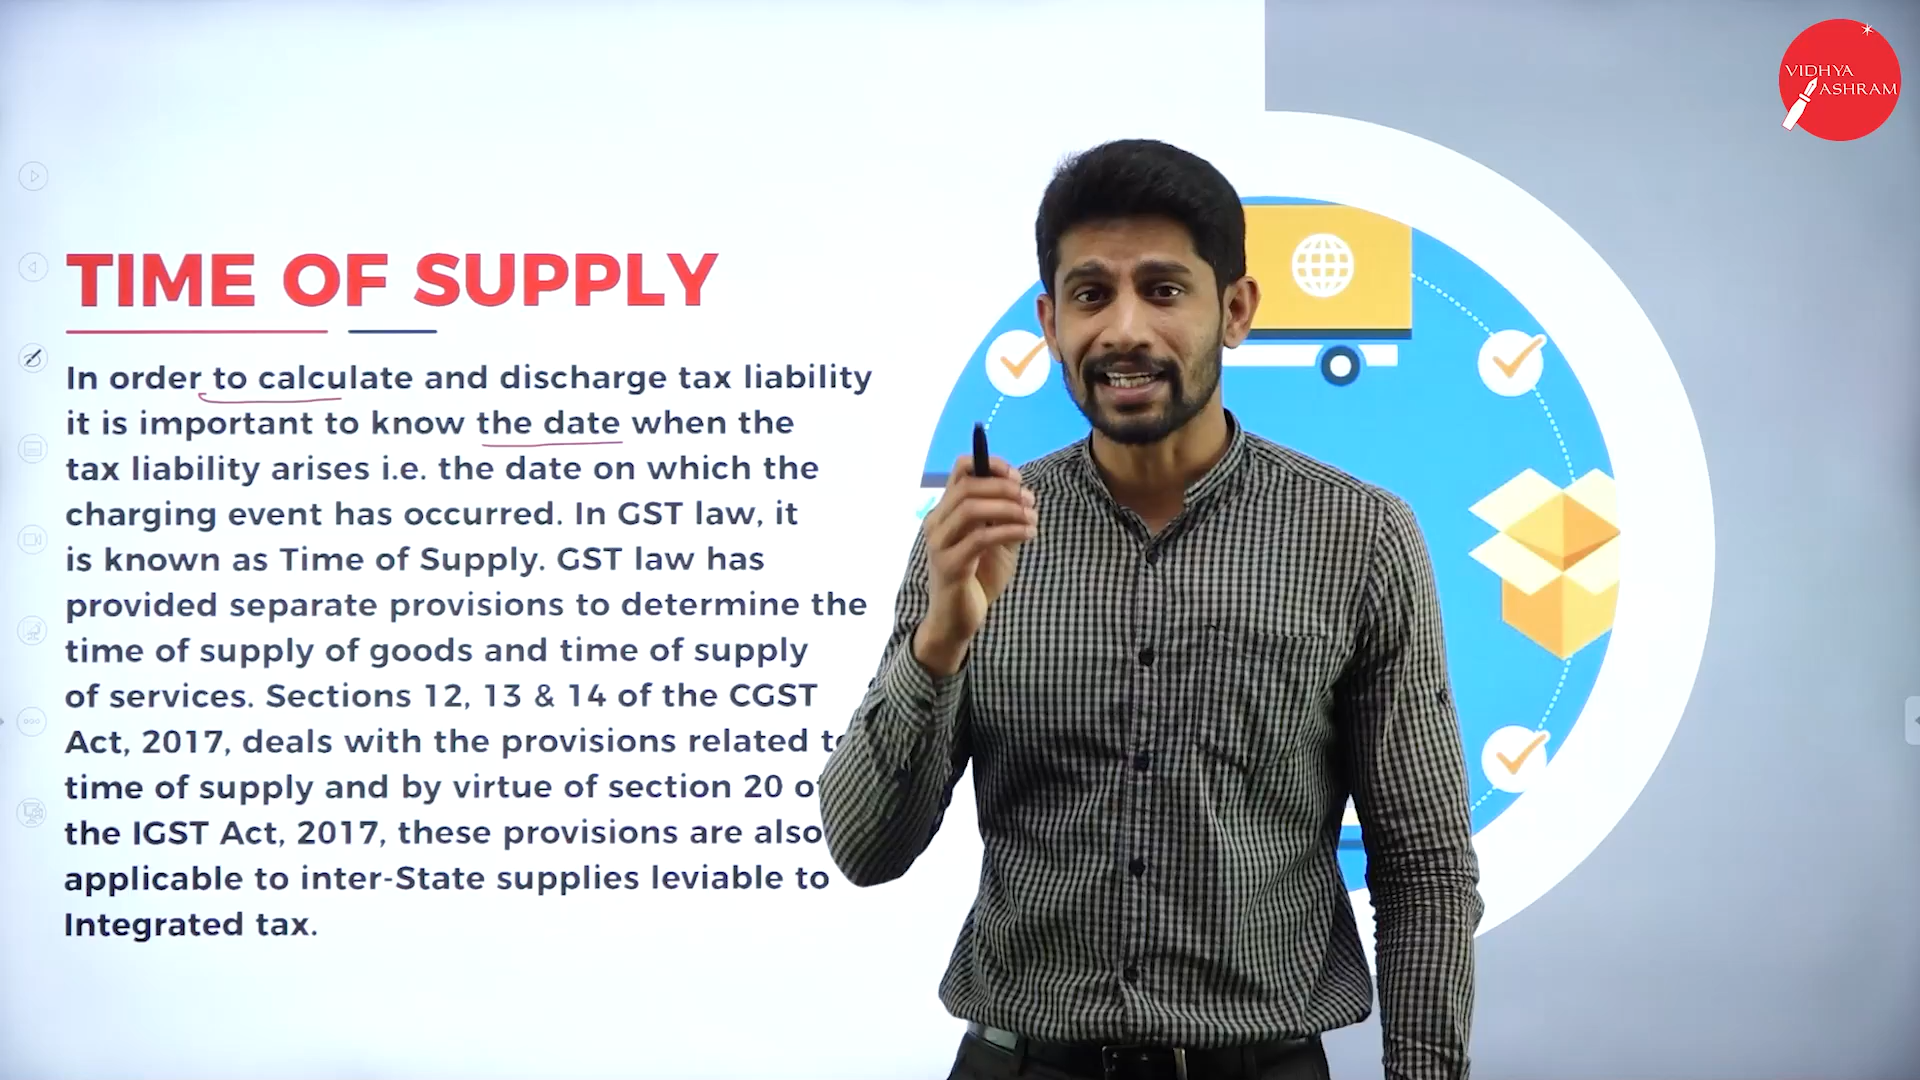 VIDHYA
ASHRAM
TIME OF SUPPLY
In order to calculate and discharge tax liability
it is important to know the date when the
tax liability arises i.e. the date on which the
charging event has occurred. In GST law, it
is known as Time of Supply. GST law has
provided separate provisions to determine the
time of supply of goods and time of supply
of services. Sections 12, 13 & 14 of the CGST
Act, 2017, deals with the provisions related to
time of supply and by virtue of section 20 of
the IGST Act, 2017, these provisions are also
applicable to inter-State supplies leviable to
Integrated tax.